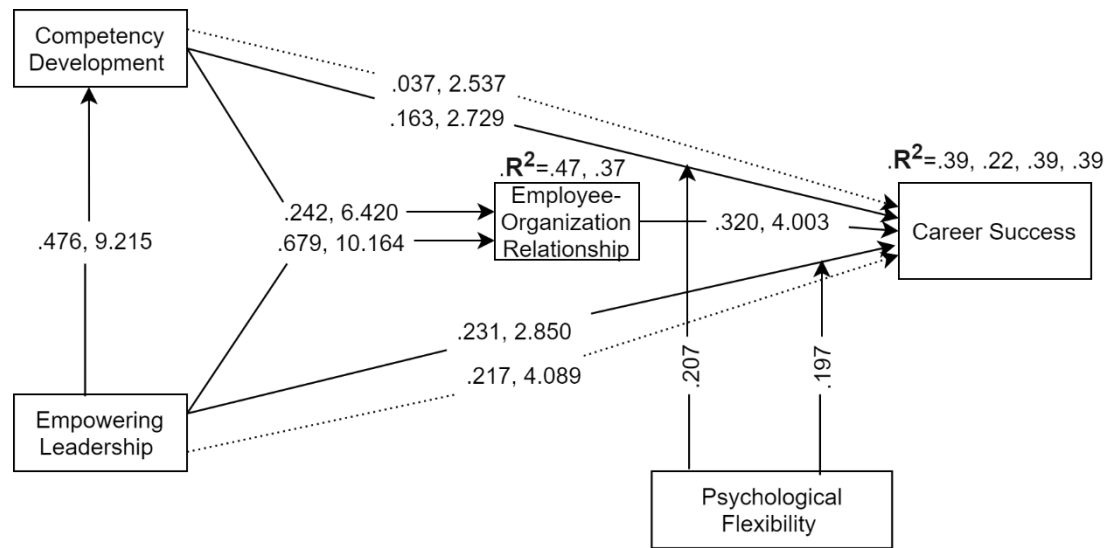 Competency
Development
.037, 2.537
.163, 2.729
.R²=.47, .37
.R²=.39, .22, .39, .39
Employee-
Organization
Relationship
.242, 6.420
.679, 10.164
.320, 4.003
Career Success
.476, 9.215
.231, 2.850
.217, 4.089
.207
.197
Empowering
Leadership
Psychological
Flexibility